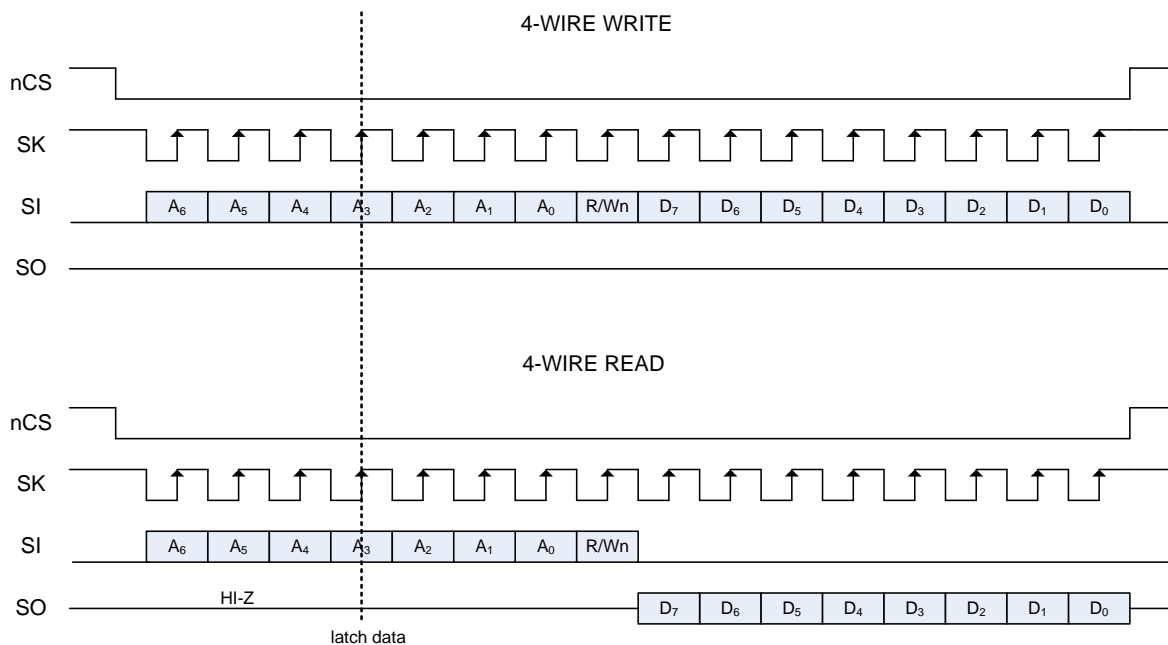 4-WIRE WRITE
nCS
SK
SI A₆ A₅ A₄ A₃ A₂ A₁ A₀ R/Wn D₇ D₆ D₅ D₄ D₃ D₂ D₁ D₀
SO
4-WIRE READ
nCS
SK
SI A₆ A₅ A₄ A₃ A₂ A₁ A₀ R/Wn
SO HI-Z D₇ D₆ D₅ D₄ D₃ D₂ D₁ D₀
latch data